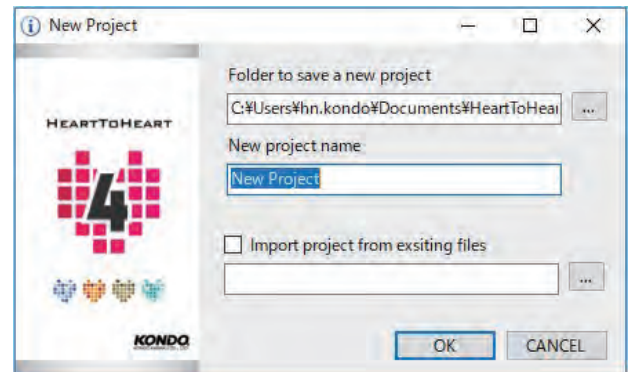 New Project
Folder to save a new project
C:¥Users¥hn.kondo¥Documents¥HeartToHear
...
HEARTTOHEART
New project name
New Project
4
Import project from exsiting files
...
KONDO
OK
CANCEL